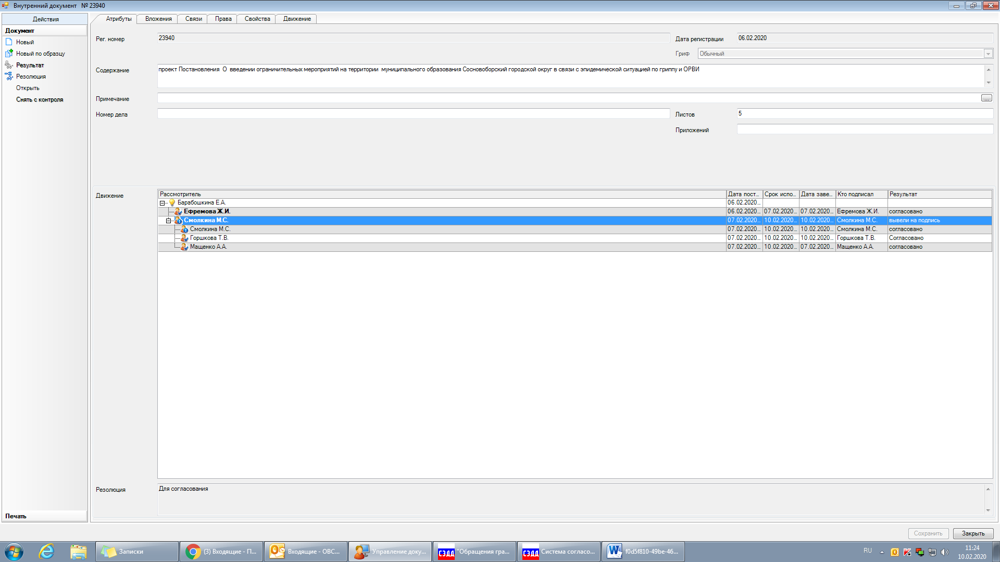 Внутренний документ № 23940
Действия
Документ
Новый
Новый по образцу
Результат
Резолюция
Открыть
Снять с контроля
Печать
Атрибуты Вложения Связи Права Свойства Движение
Рег. номер 23940 Дата регистрации 06.02.2020
Гриф Обычный
Содержание проект Постановления О введении ограничительных мероприятий на территории муниципального образования Сосновоборский городской округ в связи с эпидемической ситуацией по гриппу и ОРВИ
Примечание ...
Номер дела Листов 5
Приложений
Движение
Рассмотритель Дата пост... Срок испо... Дата заве... Кто подписал Результат
Барабошкина Е.А. 06.02.2020...
Ефремова Ж.И. 06.02.2020... 07.02.2020... 07.02.2020... Ефремова Ж.И. согласовано
Смолкина М.С. 07.02.2020... 10.02.2020... 10.02.2020... Смолкина М.С. вывели на подпись
Смолкина М.С. 07.02.2020... 10.02.2020... 10.02.2020... Смолкина М.С. согласовано
Горшкова Т.В. 07.02.2020... 10.02.2020... 10.02.2020... Горшкова Т.В. Согласовано
Мащенко А.А. 07.02.2020... 10.02.2020... 07.02.2020... Мащенко А.А. согласовано
Резолюция Для согласования
Сохранить Закрыть
Записки (3) Входящие - П... Входящие - ОВС... Управление доку... СЭДД "Обращения гра... СЭДД Система согласо... f0d5f810-49be-46...
RU 11:24
10.02.2020